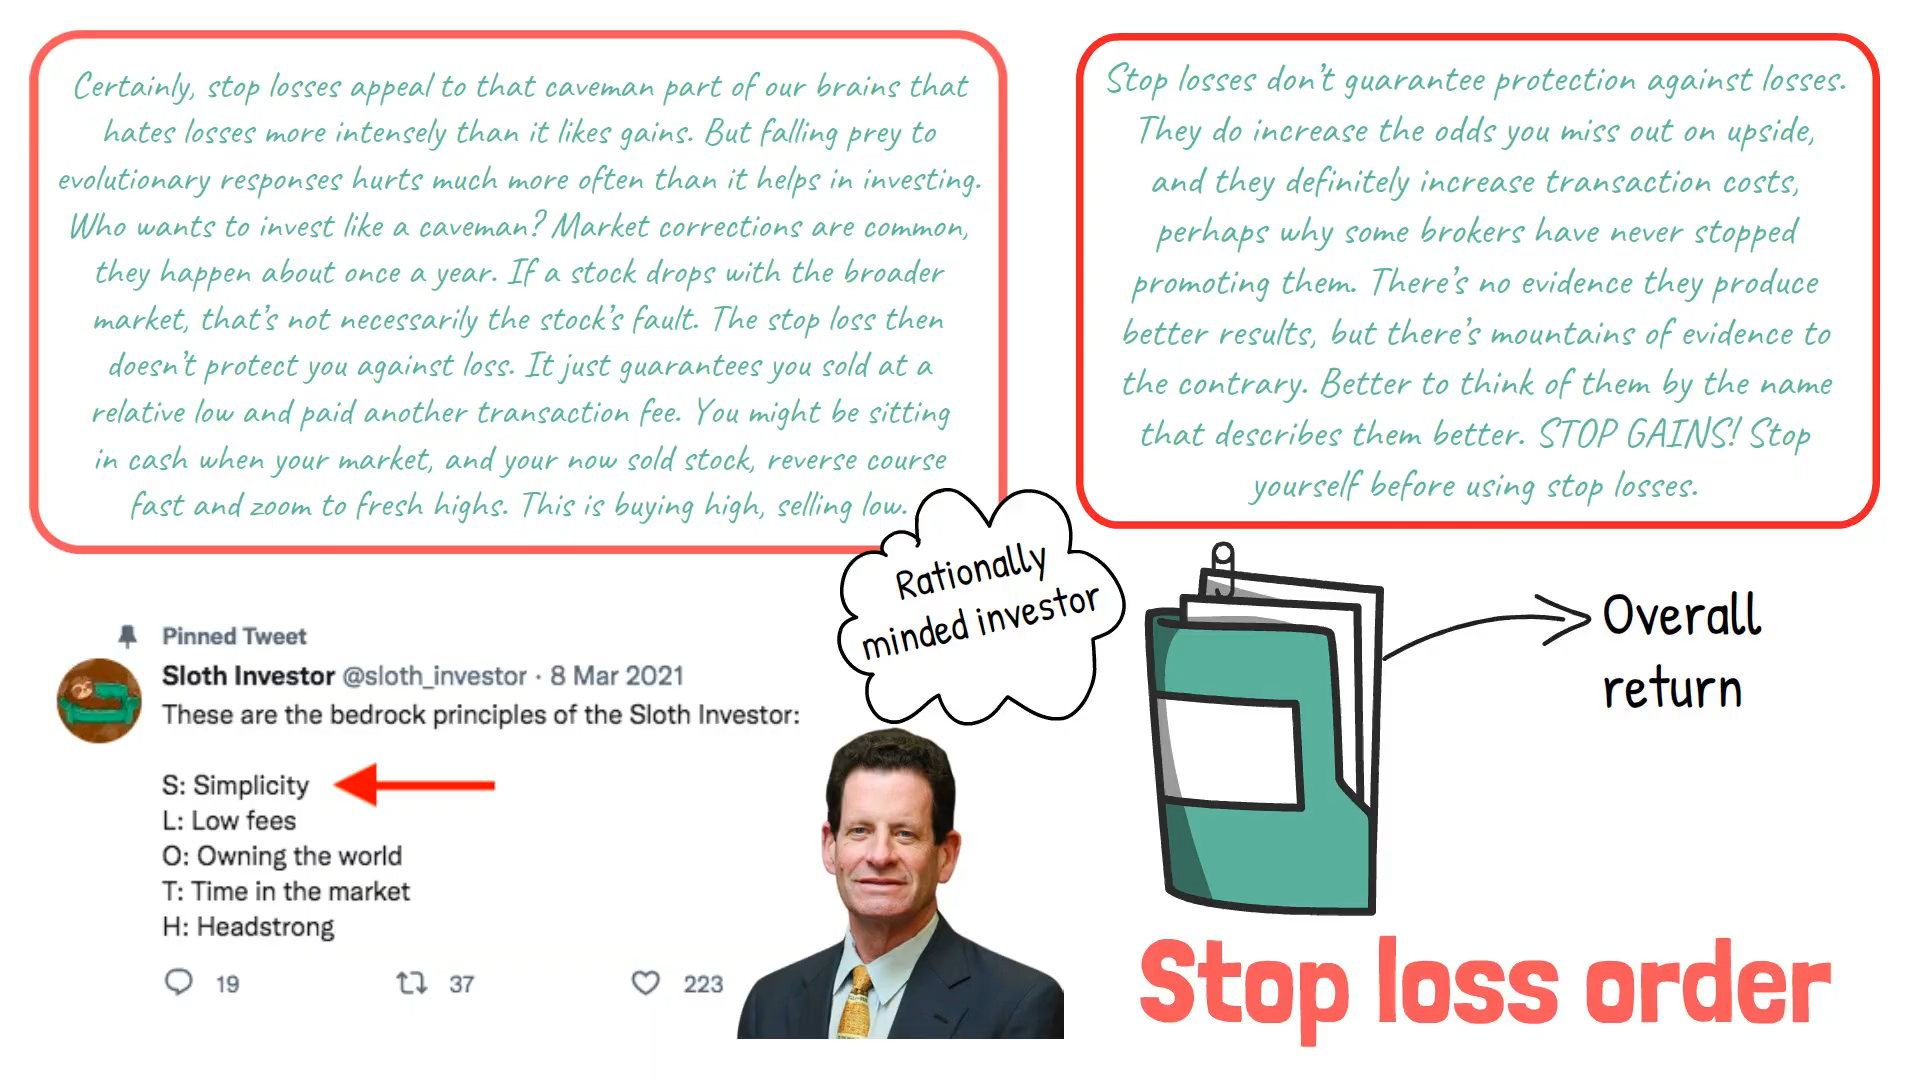 Certainly, stop losses appeal to that caveman part of our brains that
hates losses more intensely than it likes gains. But falling prey to
evolutionary responses hurts much more often than it helps in investing.
Who wants to invest like a caveman? Market corrections are common,
they happen about once a year. If a stock drops with the broader
market, that's not necessarily the stock's fault. The stop loss then
doesn't protect you against loss. It just guarantees you sold at a
relative low and paid another transaction fee. You might be sitting
in cash when your market, and your now sold stock, reverse course
fast and zoom to fresh highs. This is buying high, selling low.
Stop losses don't guarantee protection against losses.
They do increase the odds you miss out on upside,
and they definitely increase transaction costs,
perhaps why some brokers have never stopped
promoting them. There's no evidence they produce
better results, but there's mountains of evidence to
the contrary. Better to think of them by the name
that describes them better. STOP GAINS! Stop
yourself before using stop losses.
Rationally
minded investor
Overall
return
Pinned Tweet
Sloth Investor @sloth_investor · 8 Mar 2021
These are the bedrock principles of the Sloth Investor:
S: Simplicity
L: Low fees
O: Owning the world
T: Time in the market
H: Headstrong
19 37 223
Stop loss order